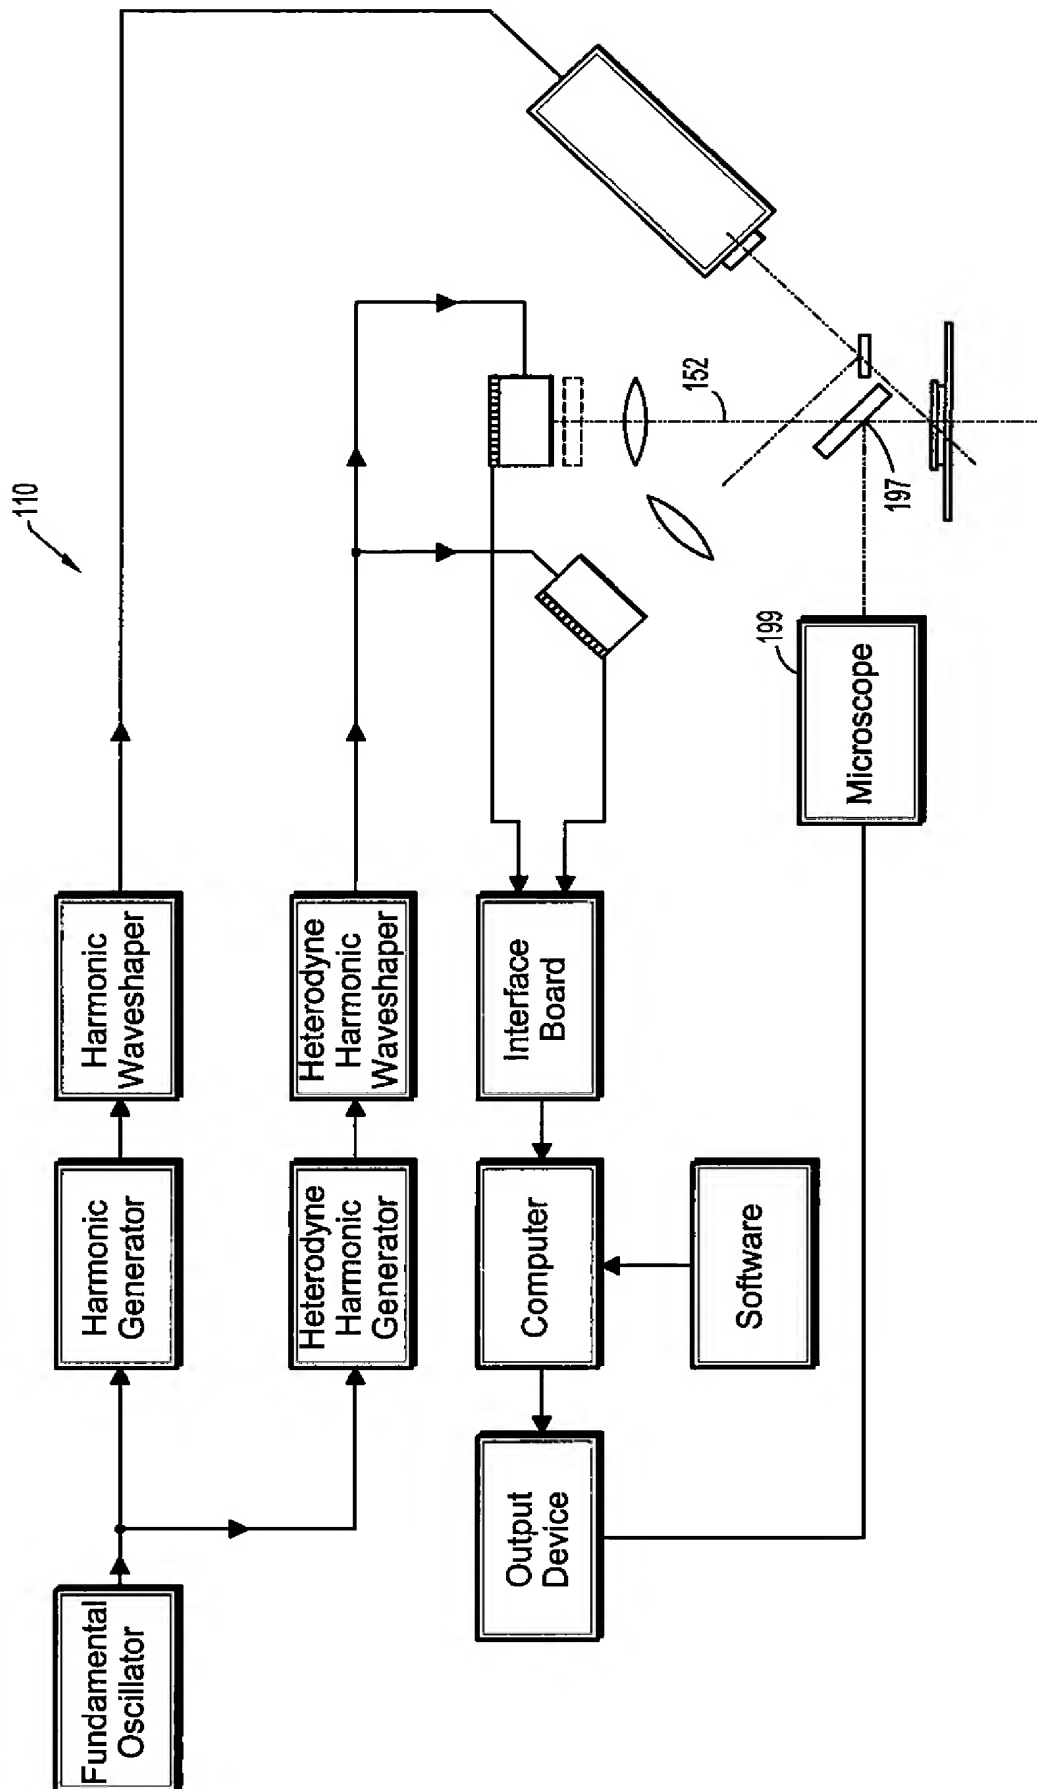 110
Fundamental
Oscillator
Harmonic
Generator
Harmonic
Waveshaper
Heterodyne
Harmonic
Generator
Heterodyne
Harmonic
Waveshaper
Output
Device
Computer
Interface
Board
Software
Microscope
199
152
197